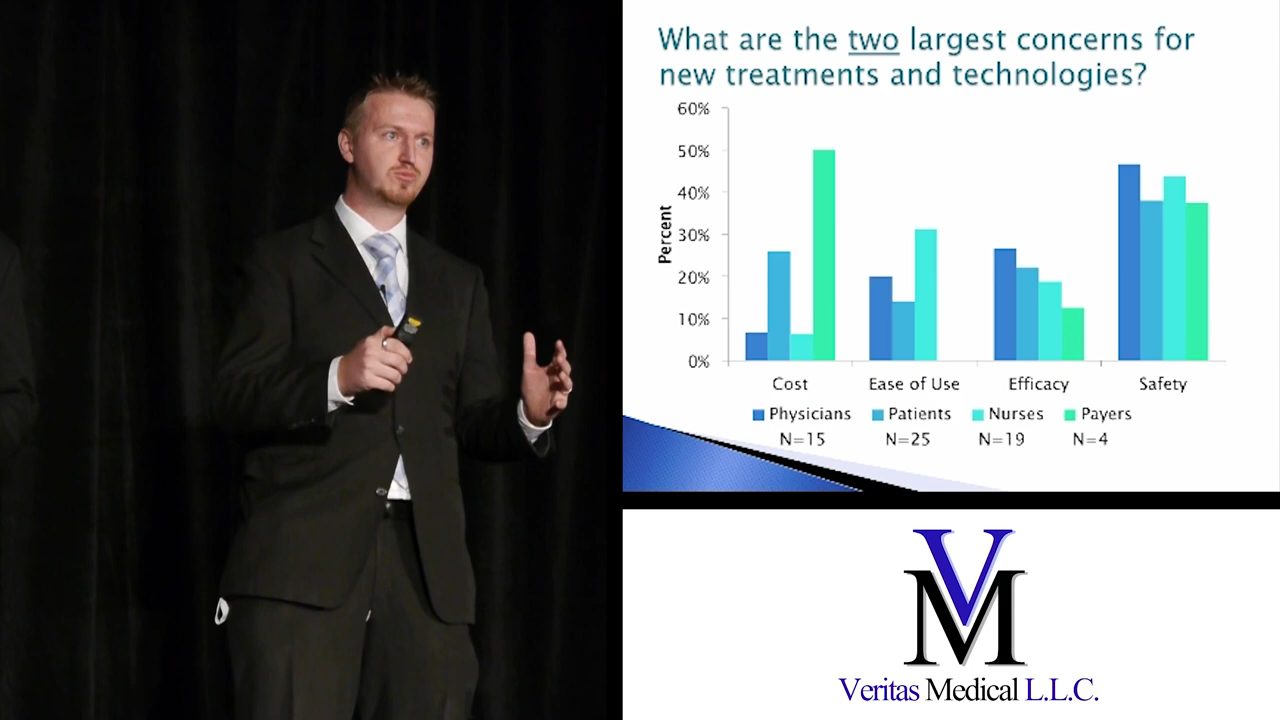 What are the two largest concerns for
new treatments and technologies?
60%
50%
40%
30%
20%
10%
0%
Percent
Cost Ease of Use Efficacy Safety
Physicians Patients Nurses Payers
N=15 N=25 N=19 N=4
VM
Veritas Medical L.L.C.